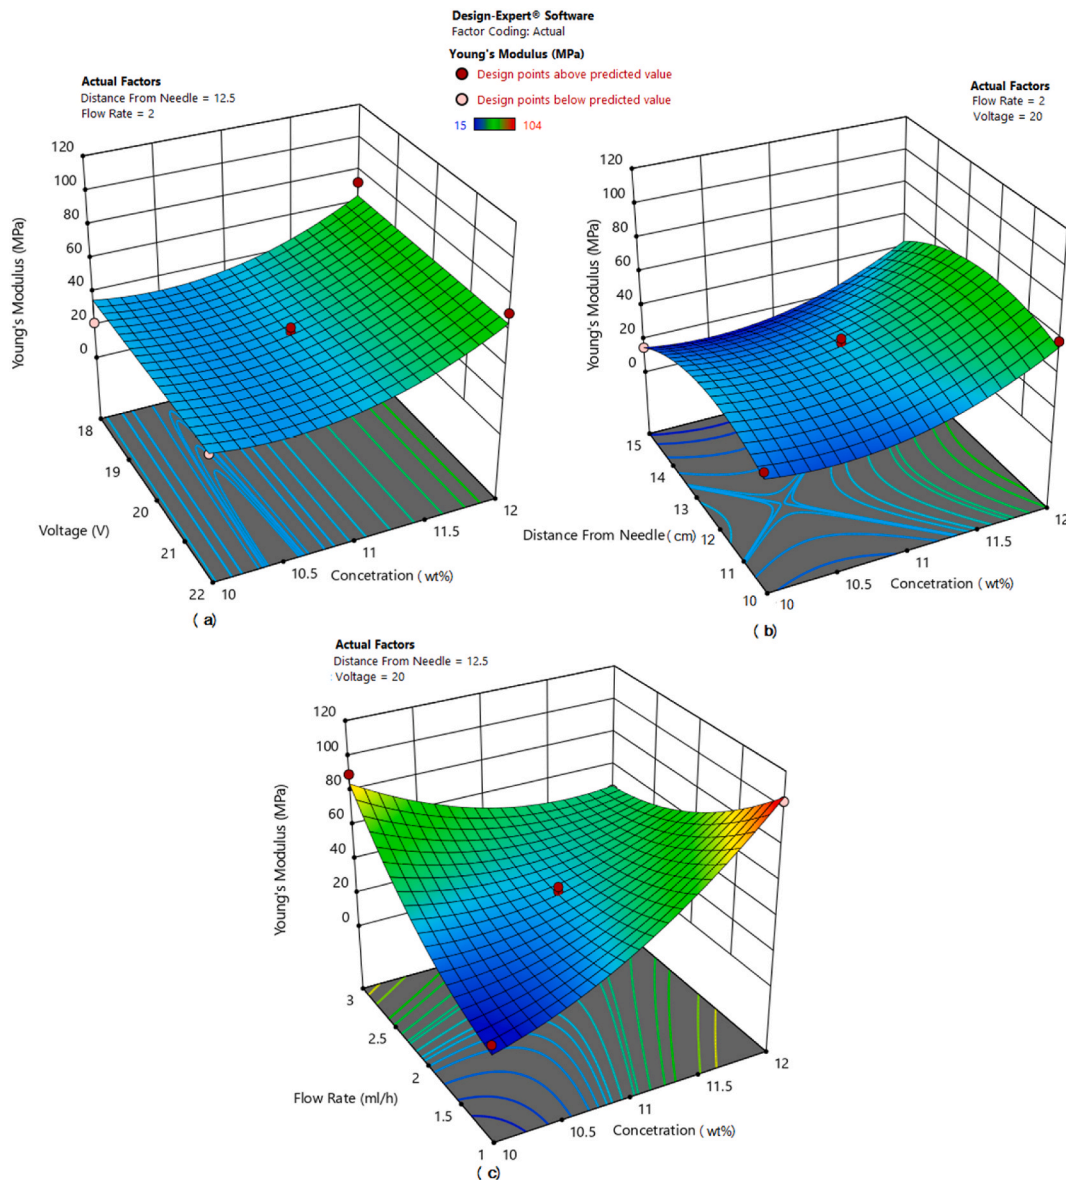 Design-Expert® Software
Factor Coding: Actual
Young's Modulus (MPa)
Design points above predicted value
Design points below predicted value
15 104
Actual Factors
Distance From Needle = 12.5
Flow Rate = 2
120
100
80
60
40
20
0
Young's Modulus (MPa)
18
19
20
21
22
Voltage (V)
10
10.5
11
11.5
12
Concetration (wt%)
(a)
Actual Factors
Flow Rate = 2
Voltage = 20
120
100
80
60
40
20
0
Young's Modulus (MPa)
15
14
13
12
11
10
Distance From Needle (cm)
10
10.5
11
11.5
12
Concetration (wt%)
(b)
Actual Factors
Distance From Needle = 12.5
Voltage = 20
120
100
80
60
40
20
0
Young's Modulus (MPa)
3
2.5
2
1.5
1
Flow Rate (ml/h)
10
10.5
11
11.5
12
Concetration (wt%)
(c)